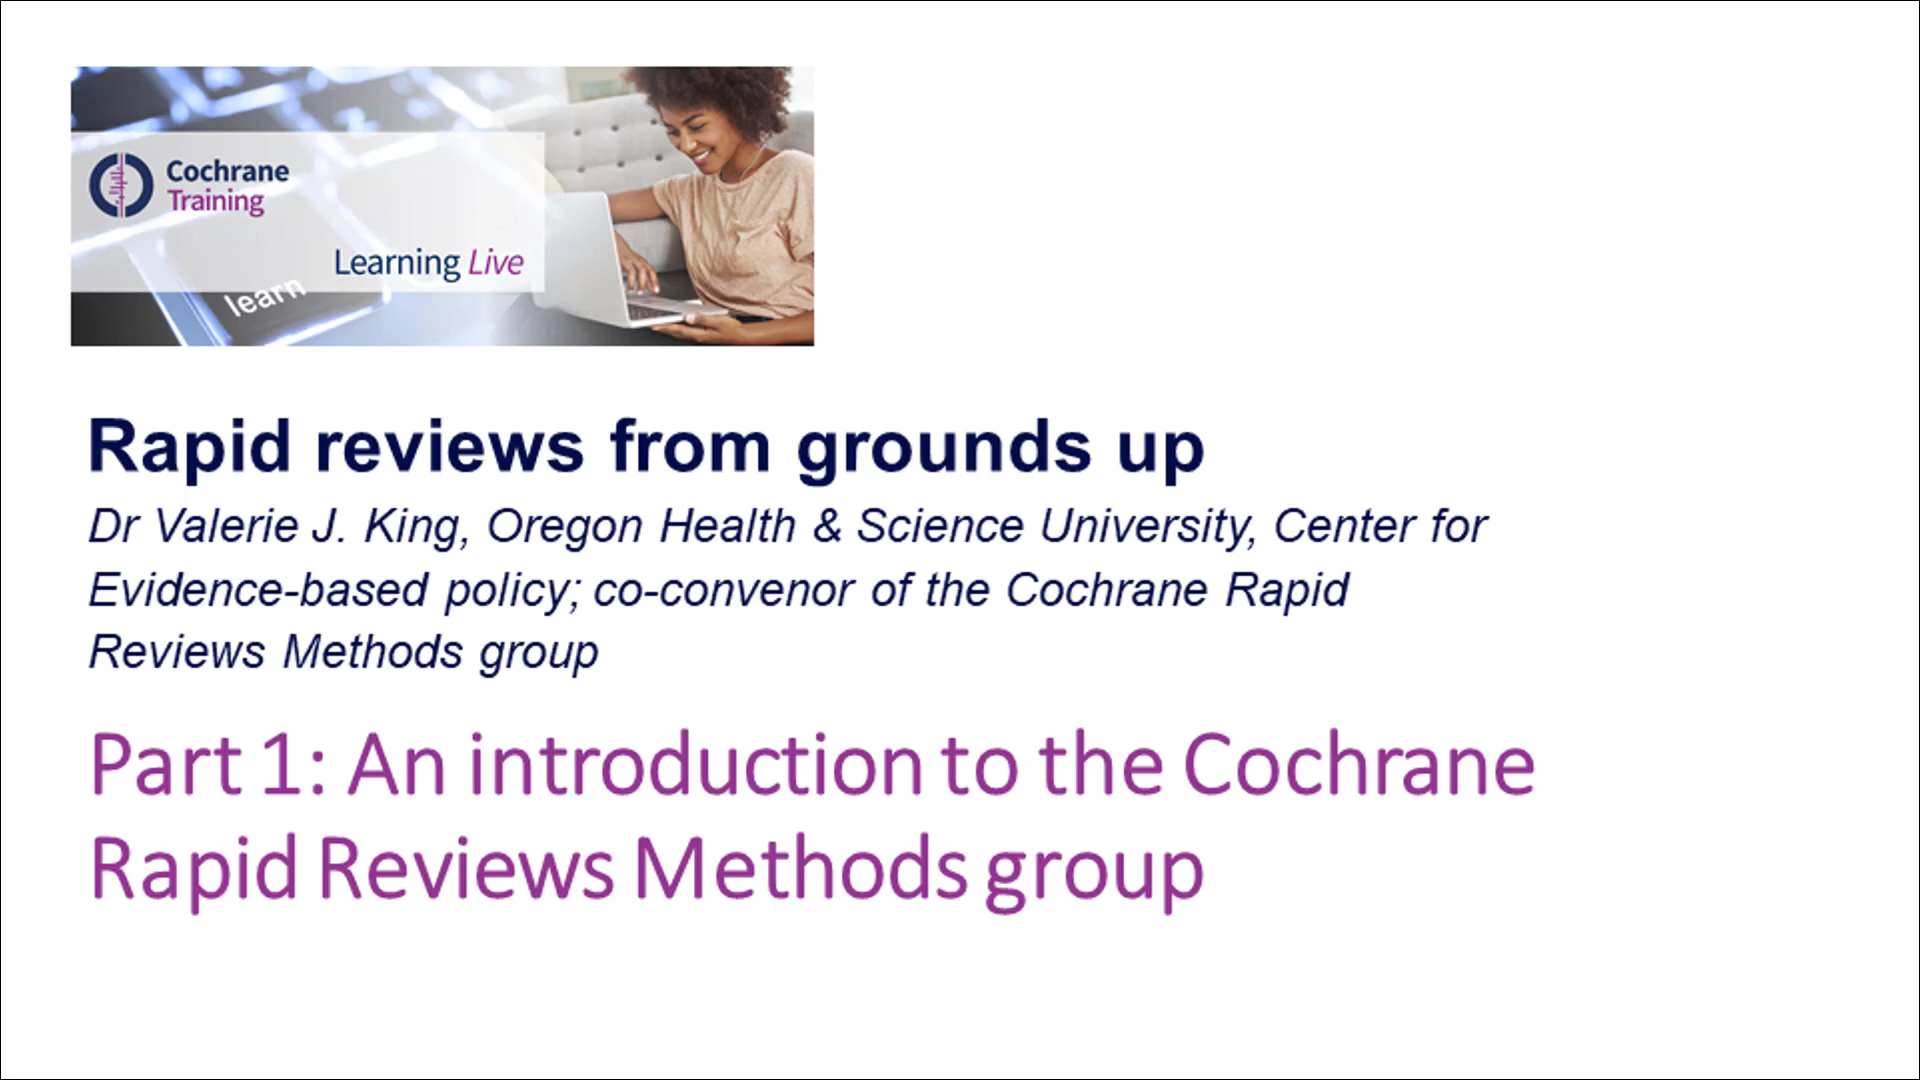 Cochrane
Training
Learning Live
learn
Rapid reviews from grounds up
Dr Valerie J. King, Oregon Health & Science University, Center for
Evidence-based policy; co-convenor of the Cochrane Rapid
Reviews Methods group
Part 1: An introduction to the Cochrane
Rapid Reviews Methods group